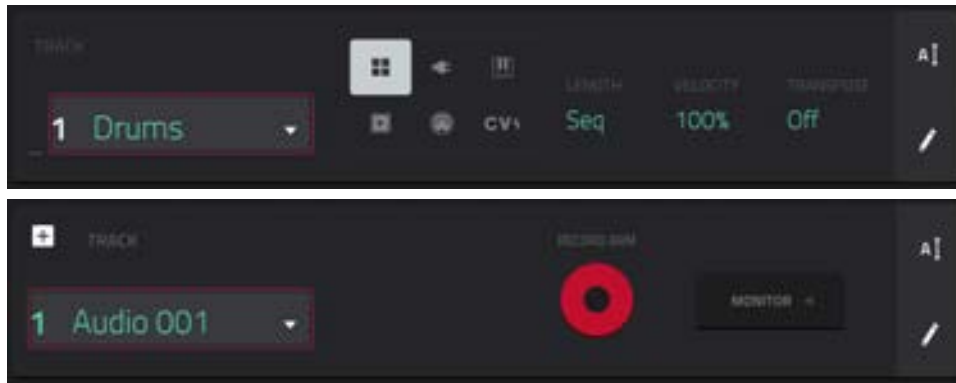 TRACK
1 Drums
CV
LENGTH VELOCITY TRANSPOSE
Seq 100% Off
A
TRACK
1 Audio 001
RECORD ARM
MONITOR
A